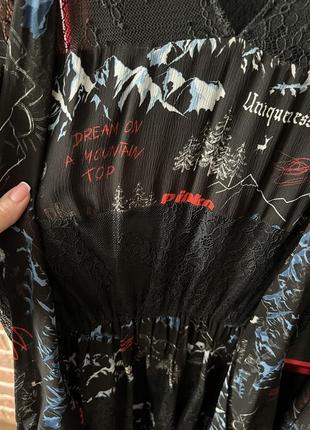 Uniqueness
DREAM ON
A MOUNTAIN
TOP
pinko